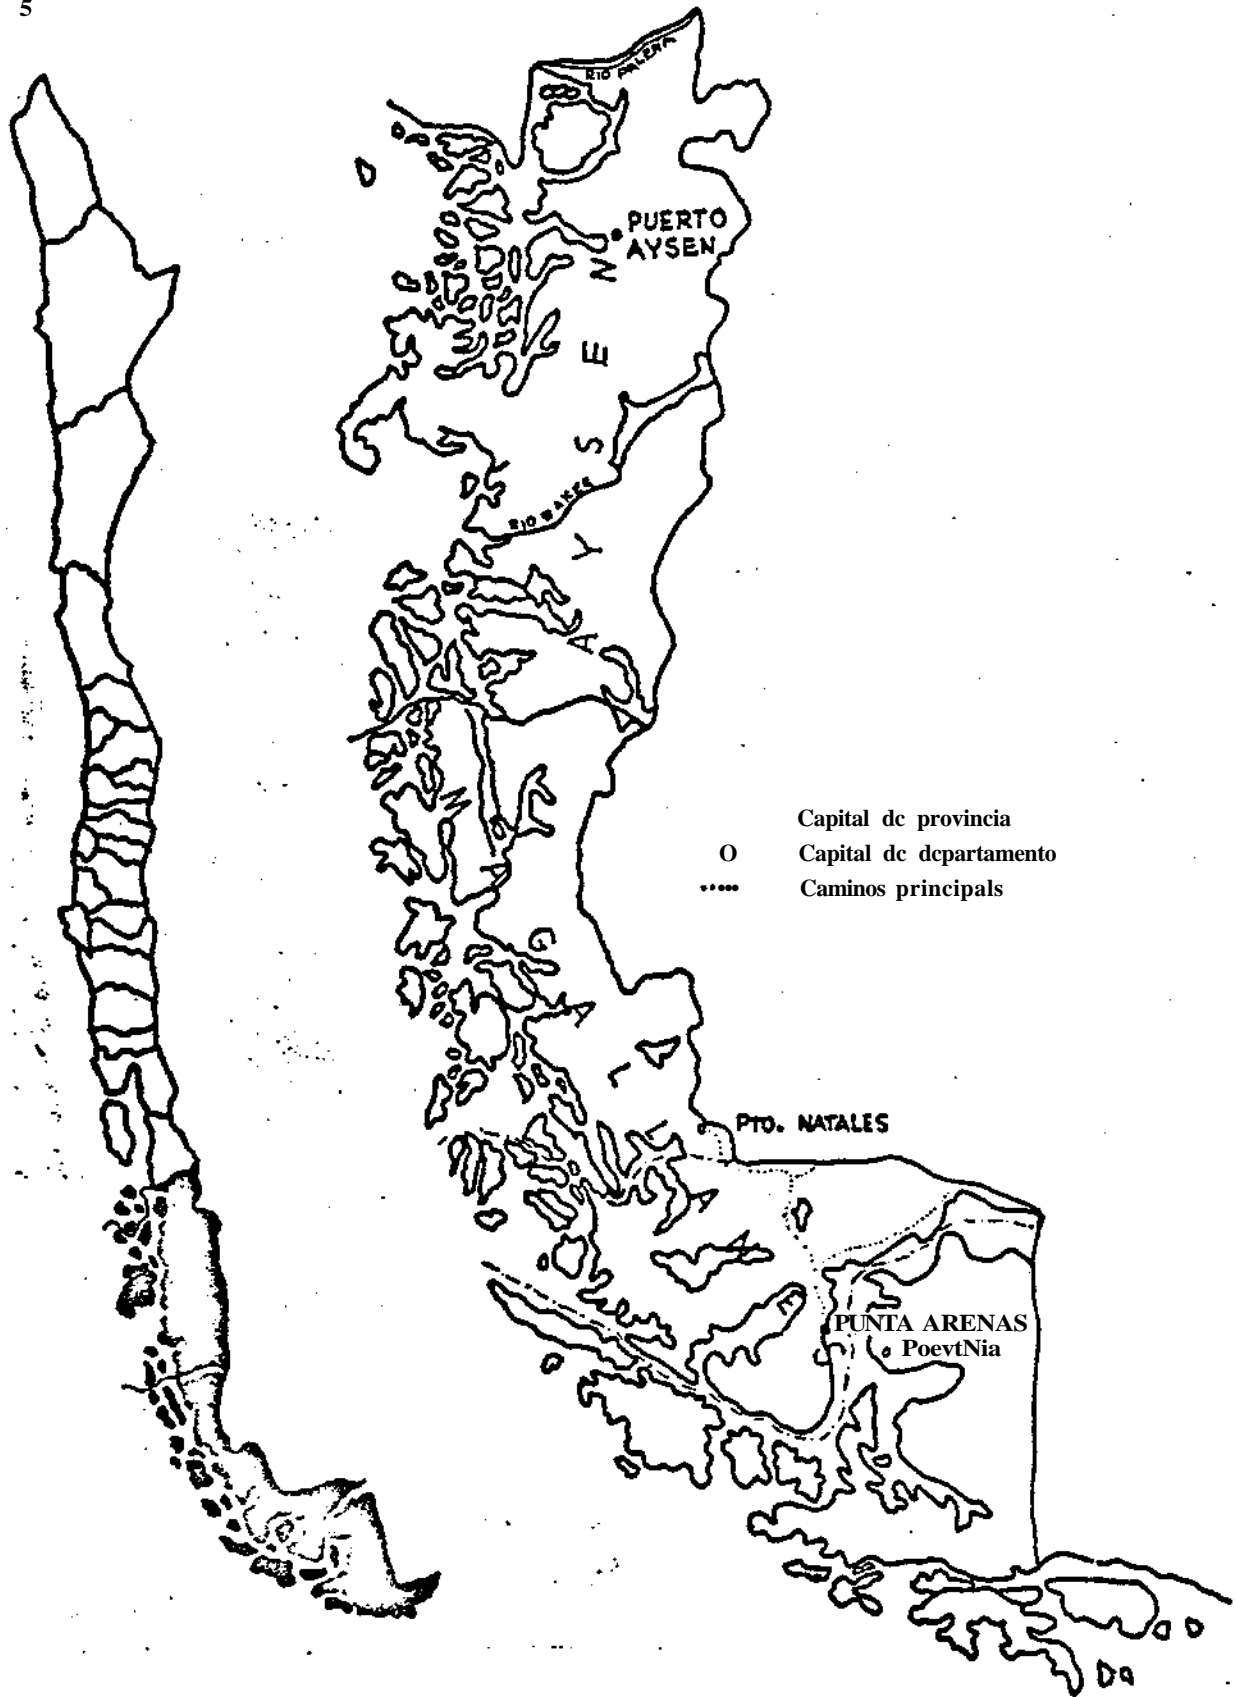 5
RIO PALENA
PUERTO
AYSEN
A Y S E N
RIO BAKER
Capital dc provincia
O Capital dc dcpartamento
Caminos principals
M A G A L L A N E S
PTO. NATALES
PUNTA ARENAS
PoevtNia